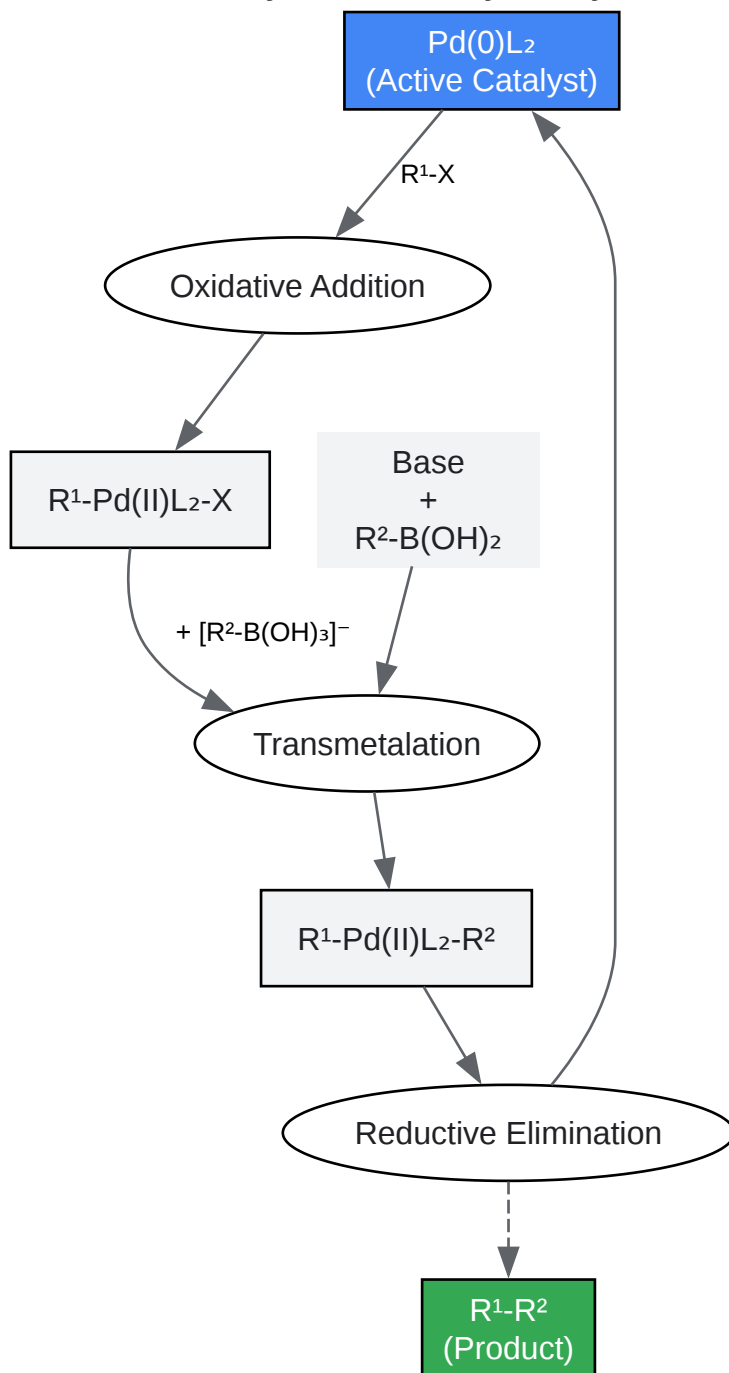 Pd(0)L₂
(Active Catalyst)
R¹-X
Oxidative Addition
R¹-Pd(II)L₂-X
Base
+
R²-B(OH)₂
+ [R²-B(OH)₃]⁻
Transmetalation
R¹-Pd(II)L₂-R²
Reductive Elimination
R¹-R²
(Product)